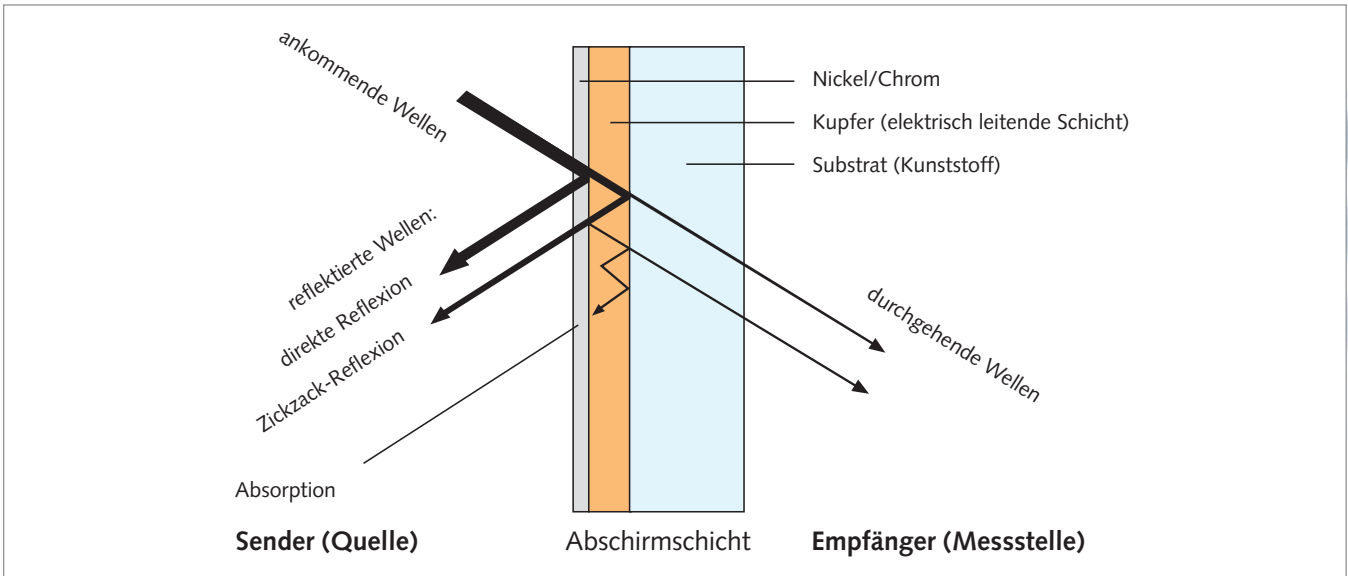 ankommende Wellen
Nickel/Chrom
Kupfer (elektrisch leitende Schicht)
Substrat (Kunststoff)
reflektierte Wellen:
direkte Reflexion
Zickzack-Reflexion
durchgehende Wellen
Absorption
Sender (Quelle)
Abschirmschicht
Empfänger (Messstelle)